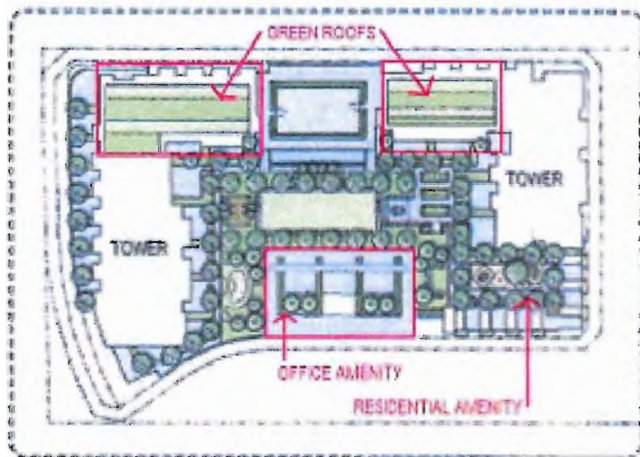 GREEN ROOFS
TOWER
TOWER
OFFICE AMENITY
RESIDENTIAL AMENITY